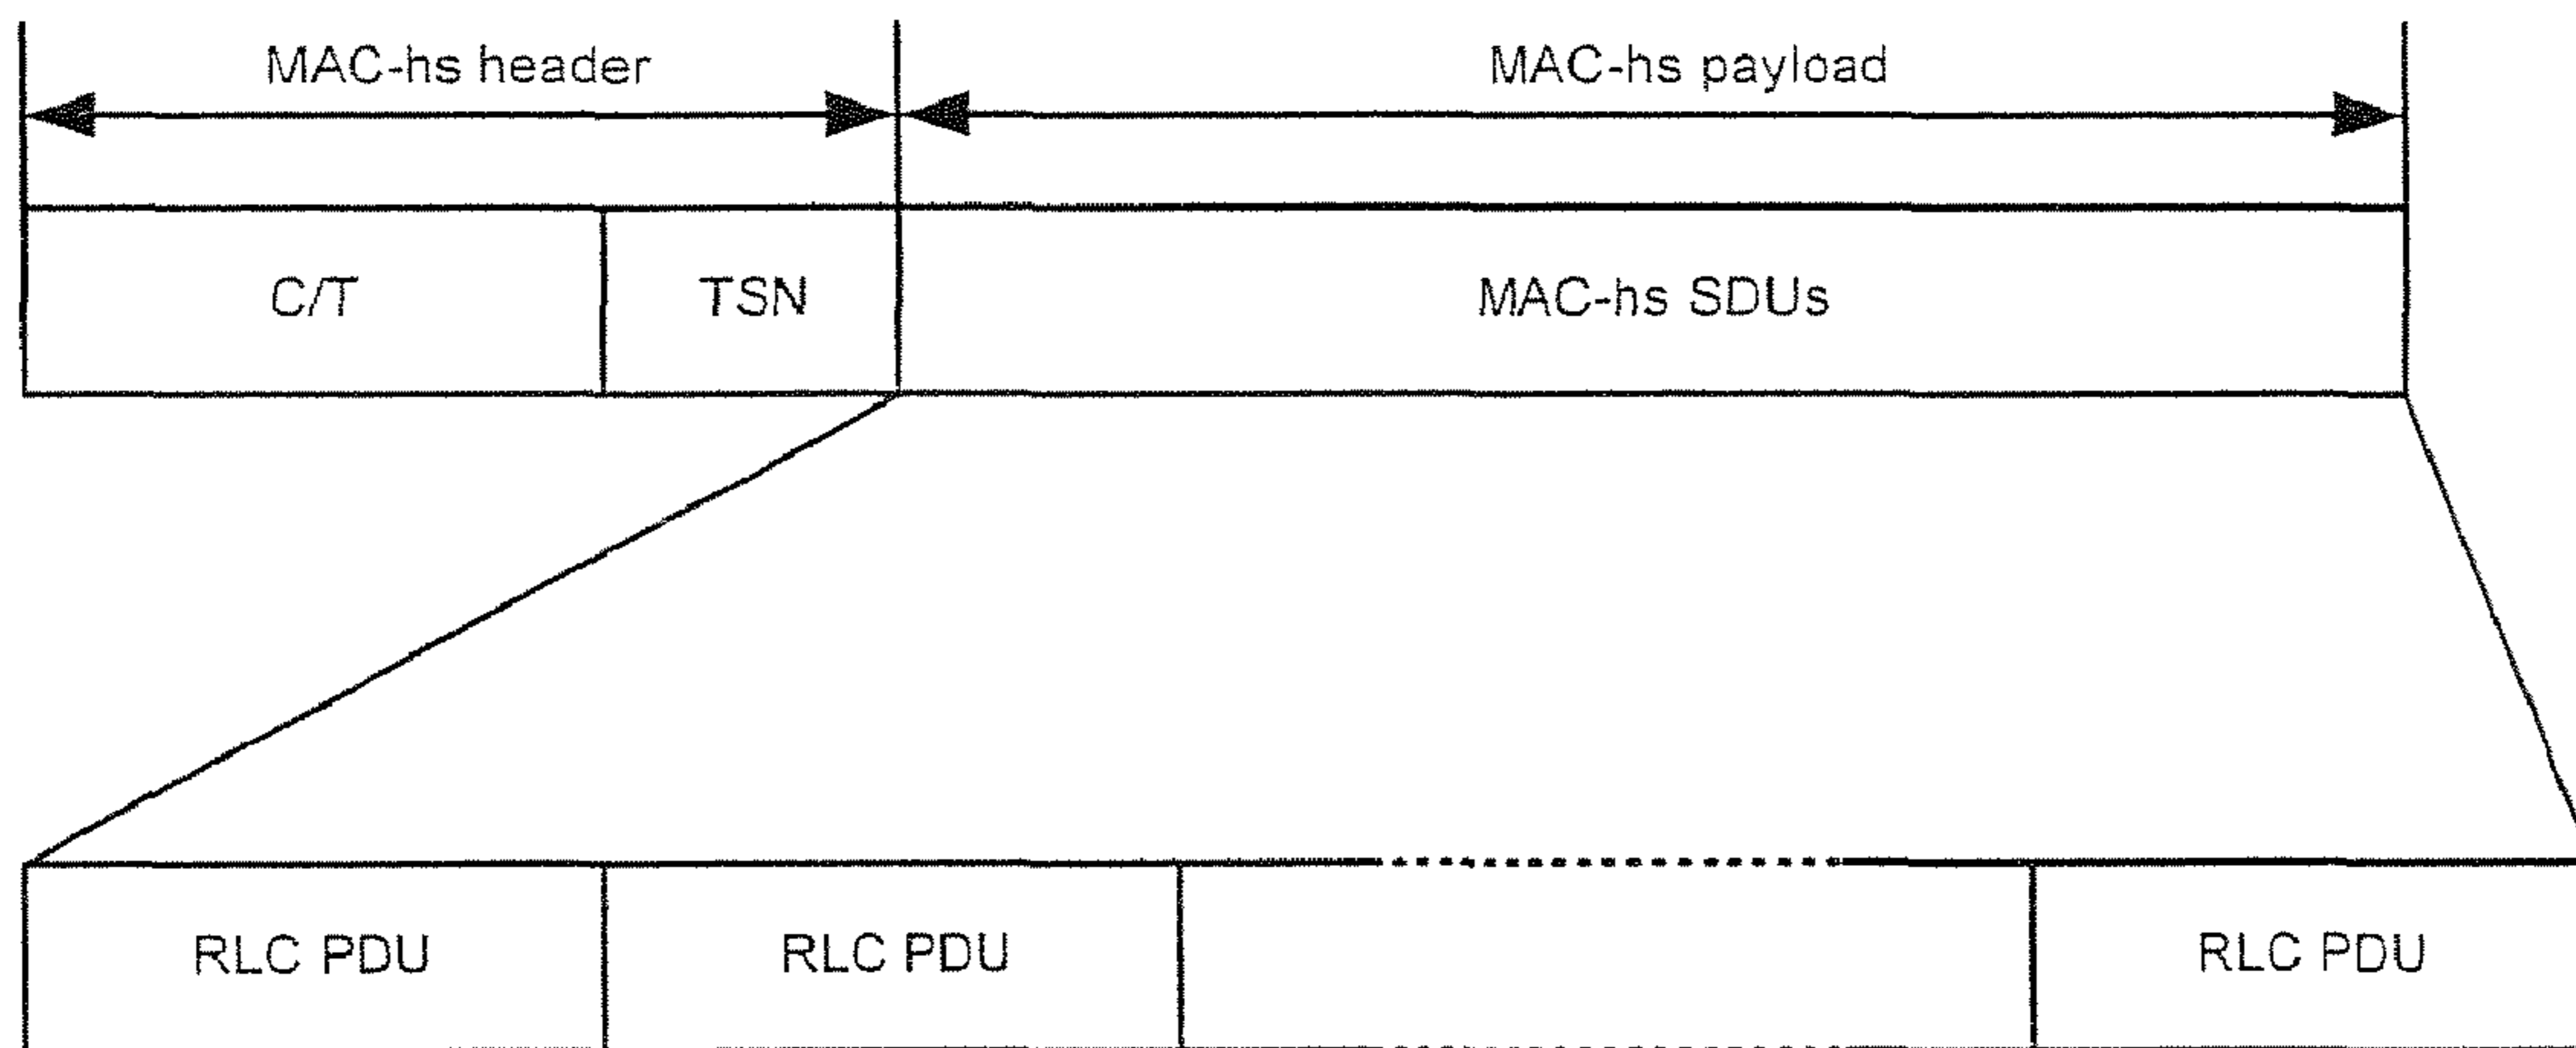 MAC-hs header
MAC-hs payload
C/T
TSN
MAC-hs SDUs
RLC PDU
RLC PDU
RLC PDU